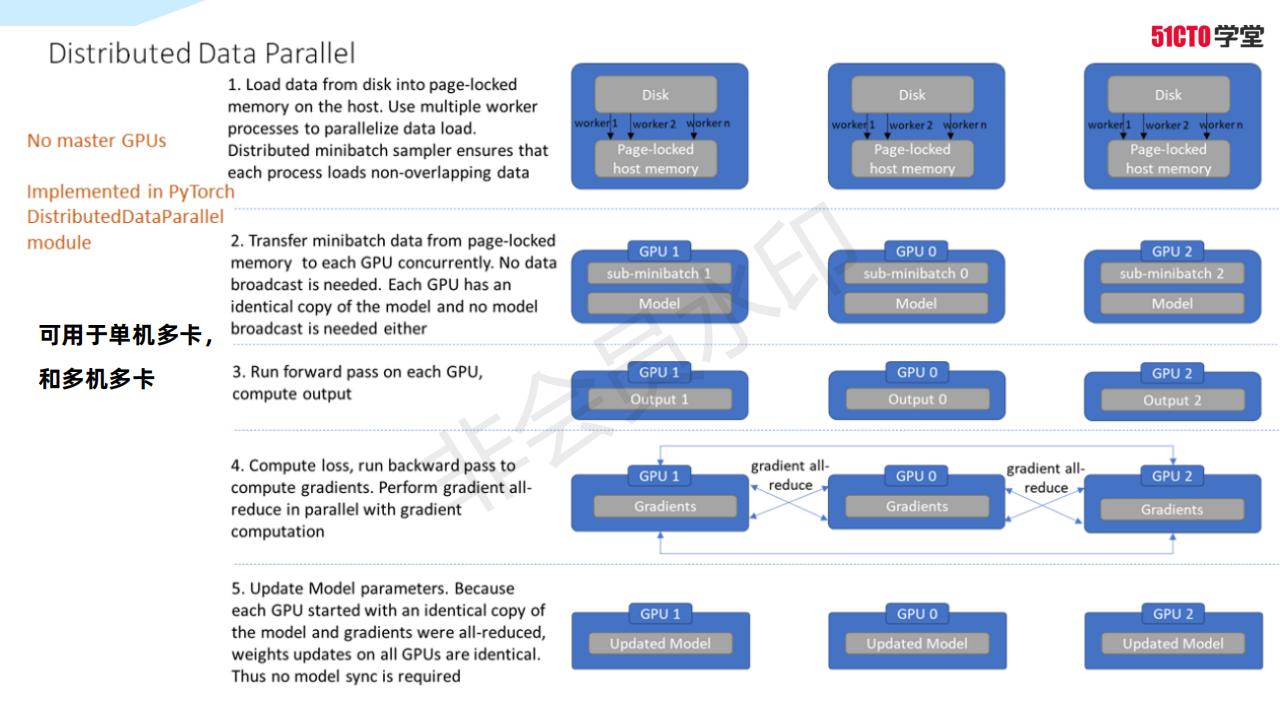 Distributed Data Parallel
51CTO学堂
No master GPUs
Implemented in PyTorch
DistributedDataParallel
module
可用于单机多卡，
和多机多卡
1. Load data from disk into page-locked
memory on the host. Use multiple worker
processes to parallelize data load.
Distributed minibatch sampler ensures that
each process loads non-overlapping data
Disk
worker1 worker 2 worker n
Page-locked
host memory
Disk
worker1 worker 2 worker n
Page-locked
host memory
Disk
worker1 worker 2 worker n
Page-locked
host memory
2. Transfer minibatch data from page-locked
memory to each GPU concurrently. No data
broadcast is needed. Each GPU has an
identical copy of the model and no model
broadcast is needed either
GPU 1
sub-minibatch 1
Model
GPU 0
sub-minibatch 0
Model
GPU 2
sub-minibatch 2
Model
3. Run forward pass on each GPU,
compute output
GPU 1
Output 1
GPU 0
Output 0
GPU 2
Output 2
4. Compute loss, run backward pass to
compute gradients. Perform gradient all-
reduce in parallel with gradient
computation
GPU 1
Gradients
gradient all-
reduce
GPU 0
Gradients
gradient all-
reduce
GPU 2
Gradients
5. Update Model parameters. Because
each GPU started with an identical copy of
the model and gradients were all-reduced,
weights updates on all GPUs are identical.
Thus no model sync is required
GPU 1
Updated Model
GPU 0
Updated Model
GPU 2
Updated Model
非会员水印